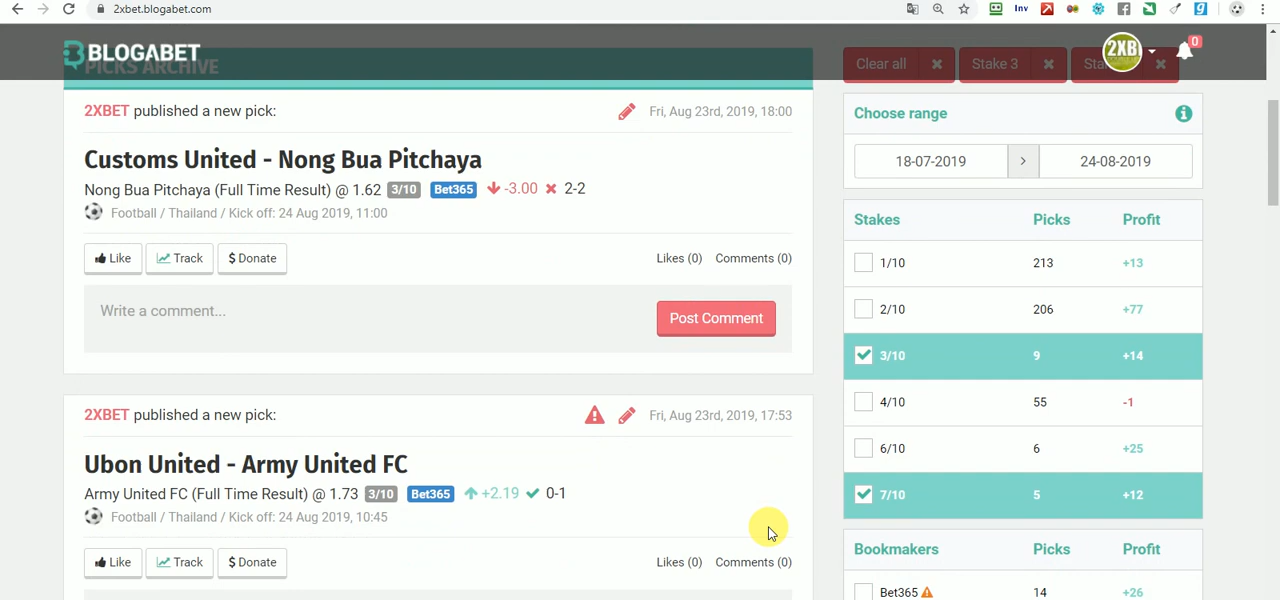 2xbet.blogabet.com
Inv
BLOGABET
2XB
0
PICKS ARCHIVE
Clear all
Stake 3
Sta
2XBET published a new pick:
Fri, Aug 23rd, 2019, 18:00
Customs United - Nong Bua Pitchaya
Nong Bua Pitchaya (Full Time Result) @ 1.62 3/10 Bet365 -3.00 2-2
Football / Thailand / Kick off: 24 Aug 2019, 11:00
Like
Track
$ Donate
Likes (0)
Comments (0)
Write a comment...
Post Comment
2XBET published a new pick:
Fri, Aug 23rd, 2019, 17:53
Ubon United - Army United FC
Army United FC (Full Time Result) @ 1.73 3/10 Bet365 +2.19 0-1
Football / Thailand / Kick off: 24 Aug 2019, 10:45
Like
Track
$ Donate
Likes (0)
Comments (0)
Choose range
18-07-2019
24-08-2019
Stakes Picks Profit
1/10 213 +13
2/10 206 +77
3/10 9 +14
4/10 55 -1
6/10 6 +25
7/10 5 +12
Bookmakers Picks Profit
Bet365 14 +26